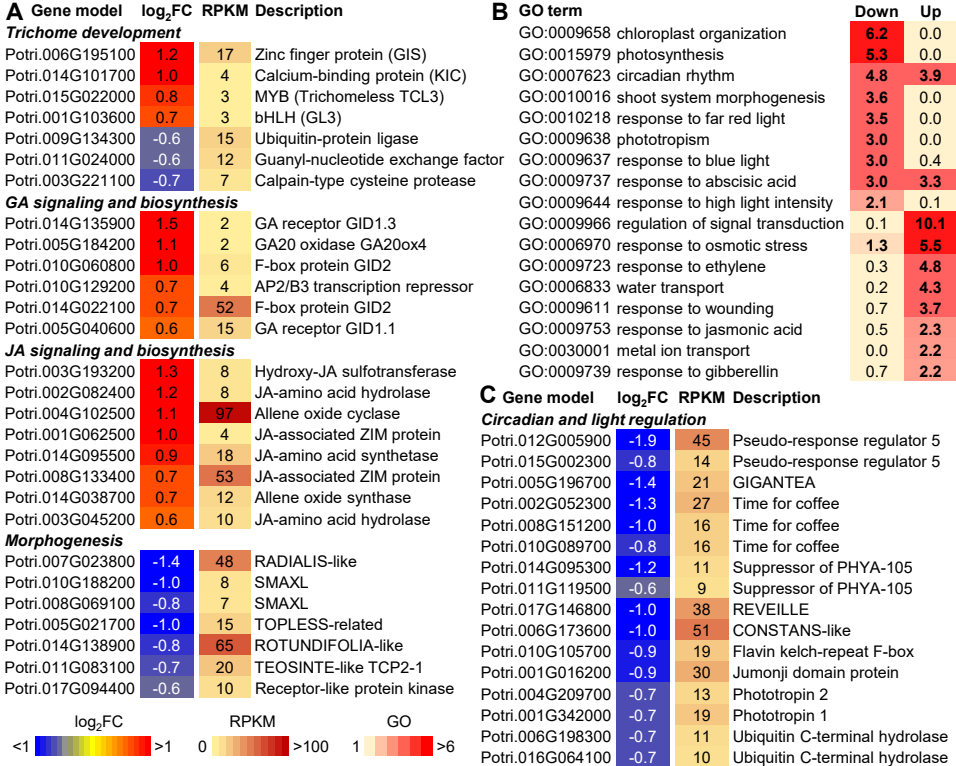 A Gene model log2FC RPKM Description
Trichome development
Potri.006G195100 1.2 17 Zinc finger protein (GIS)
Potri.014G101700 1.0 4 Calcium-binding protein (KIC)
Potri.015G022000 0.8 3 MYB (Trichomeless TCL3)
Potri.001G103600 0.7 3 bHLH (GL3)
Potri.009G134300 -0.6 15 Ubiquitin-protein ligase
Potri.011G024000 -0.6 12 Guanyl-nucleotide exchange factor
Potri.003G221100 -0.7 7 Calpain-type cysteine protease
GA signaling and biosynthesis
Potri.014G135900 1.5 2 GA receptor GID1.3
Potri.005G184200 1.1 2 GA20 oxidase GA20ox4
Potri.010G060800 1.0 6 F-box protein GID2
Potri.010G129200 0.7 4 AP2/B3 transcription repressor
Potri.014G022100 0.7 52 F-box protein GID2
Potri.005G040600 0.6 15 GA receptor GID1.1
JA signaling and biosynthesis
Potri.003G193200 1.3 8 Hydroxy-JA sulfotransferase
Potri.002G082400 1.2 8 JA-amino acid hydrolase
Potri.004G102500 1.1 97 Allene oxide cyclase
Potri.001G062500 1.0 4 JA-associated ZIM protein
Potri.014G095500 0.9 18 JA-amino acid synthetase
Potri.008G133400 0.7 53 JA-associated ZIM protein
Potri.014G038700 0.7 12 Allene oxide synthase
Potri.003G045200 0.6 10 JA-amino acid hydrolase
Morphogenesis
Potri.007G023800 -1.4 48 RADIALIS-like
Potri.010G188200 -1.0 8 SMAXL
Potri.008G069100 -0.8 7 SMAXL
Potri.005G021700 -1.0 15 TOPLESS-related
Potri.014G138900 -0.8 65 ROTUNDIFOLIA-like
Potri.011G083100 -0.7 20 TEOSINTE-like TCP2-1
Potri.017G094400 -0.6 10 Receptor-like protein kinase
log2FC RPKM GO
<1 >1 0 >100 1 >6
B GO term Down Up
GO:0009658 chloroplast organization 6.2 0.0
GO:0015979 photosynthesis 5.3 0.0
GO:0007623 circadian rhythm 4.8 3.9
GO:0010016 shoot system morphogenesis 3.6 0.0
GO:0010218 response to far red light 3.5 0.0
GO:0009638 phototropism 3.0 0.0
GO:0009637 response to blue light 3.0 0.4
GO:0009737 response to abscisic acid 3.0 3.3
GO:0009644 response to high light intensity 2.1 0.1
GO:0009966 regulation of signal transduction 0.1 10.1
GO:0006970 response to osmotic stress 1.3 5.5
GO:0009723 response to ethylene 0.3 4.8
GO:0006833 water transport 0.2 4.3
GO:0009611 response to wounding 0.7 3.7
GO:0009753 response to jasmonic acid 0.5 2.3
GO:0030001 metal ion transport 0.0 2.2
GO:0009739 response to gibberellin 0.7 2.2
C Gene model log2FC RPKM Description
Circadian and light regulation
Potri.012G005900 -1.9 45 Pseudo-response regulator 5
Potri.015G002300 -0.8 14 Pseudo-response regulator 5
Potri.005G196700 -1.4 21 GIGANTEA
Potri.002G052300 -1.3 27 Time for coffee
Potri.008G151200 -1.0 16 Time for coffee
Potri.010G089700 -0.8 16 Time for coffee
Potri.014G095300 -1.2 11 Suppressor of PHYA-105
Potri.011G119500 -0.6 9 Suppressor of PHYA-105
Potri.017G146800 -1.0 38 REVEILLE
Potri.006G173600 -1.0 51 CONSTANS-like
Potri.010G105700 -0.9 19 Flavin kelch-repeat F-box
Potri.001G016200 -0.9 30 Jumonji domain protein
Potri.004G209700 -0.7 13 Phototropin 2
Potri.001G342000 -0.7 19 Phototropin 1
Potri.006G198300 -0.7 11 Ubiquitin C-terminal hydrolase
Potri.016G064100 -0.7 10 Ubiquitin C-terminal hydrolase